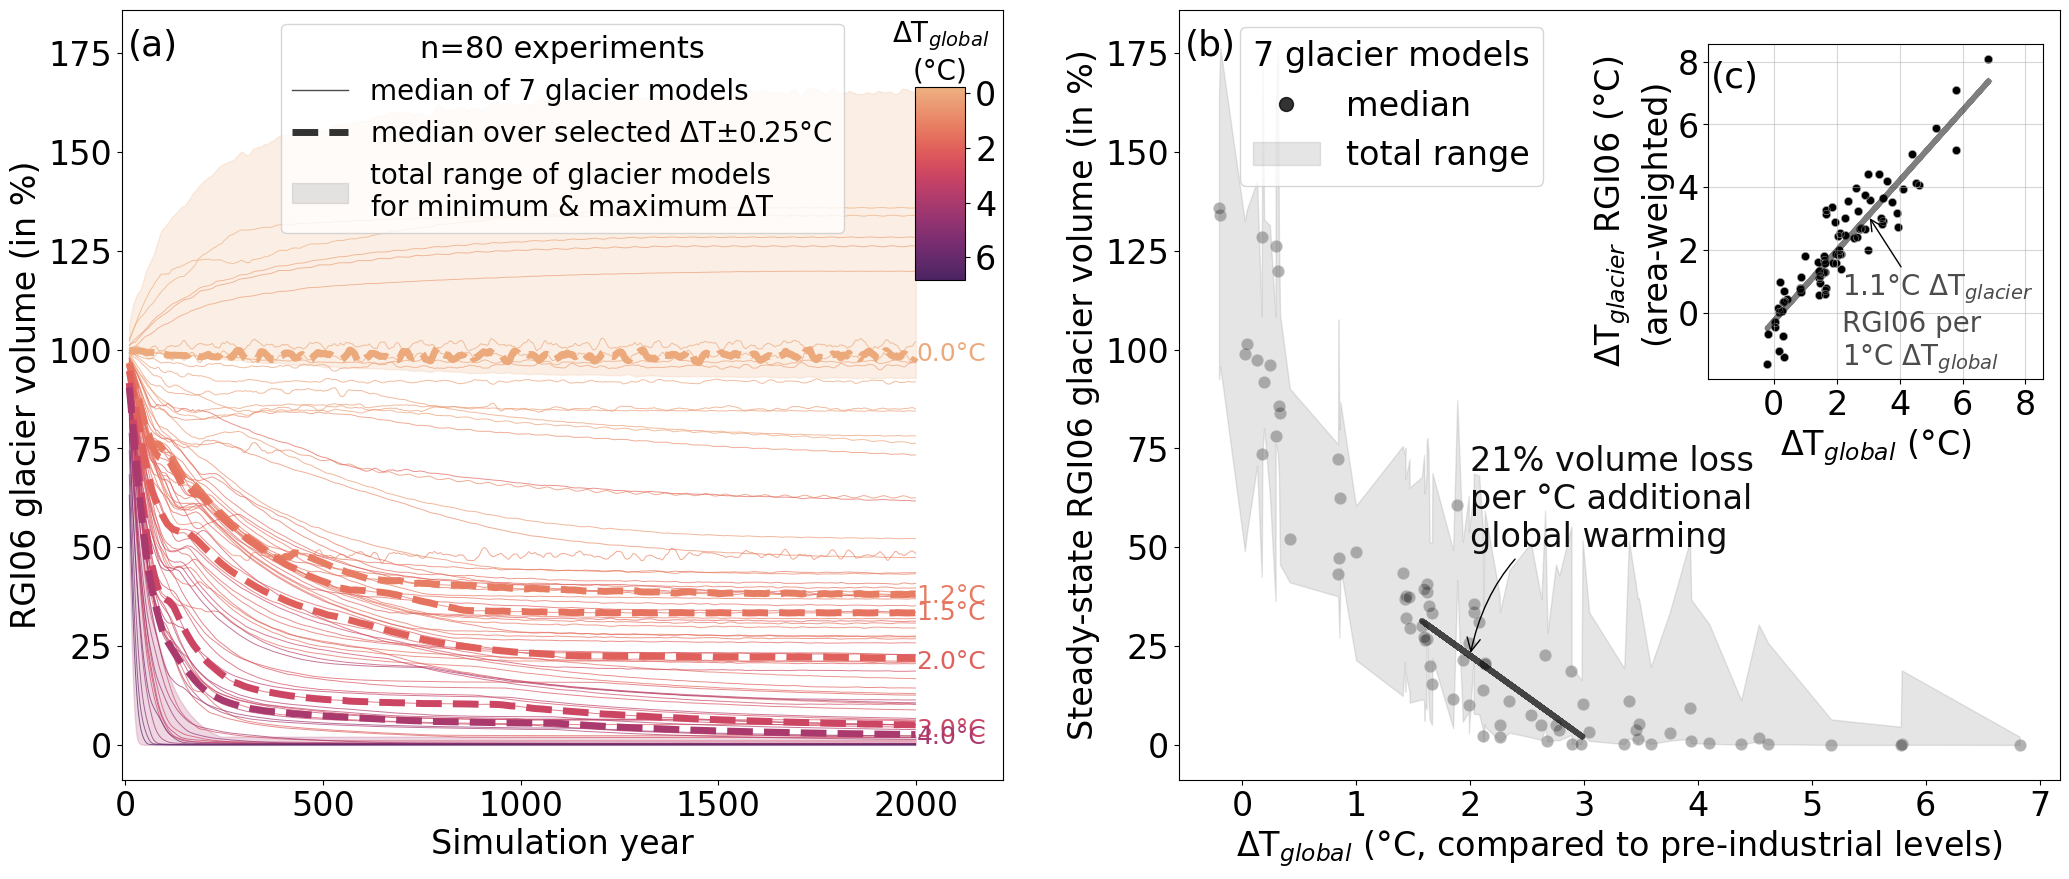 (a)
n=80 experiments
median of 7 glacier models
median over selected ΔT±0.25°C
total range of glacier models
for minimum & maximum ΔT
ΔTglobal
(°C)
0
2
4
6
175
150
125
100
75
50
25
0
RGI06 glacier volume (in %)
0.0°C
1.2°C
1.5°C
2.0°C
3.0°C
4.0°C
0
500
1000
1500
2000
Simulation year
(b)
7 glacier models
median
total range
175
150
125
100
75
50
25
0
Steady-state RGI06 glacier volume (in %)
21% volume loss
per °C additional
global warming
0
1
2
3
4
5
6
7
ΔTglobal (°C, compared to pre-industrial levels)
(c)
8
6
4
2
0
ΔTglacier RGI06 (°C)
(area-weighted)
1.1°C ΔTglacier
RGI06 per
1°C ΔTglobal
0
2
4
6
8
ΔTglobal (°C)